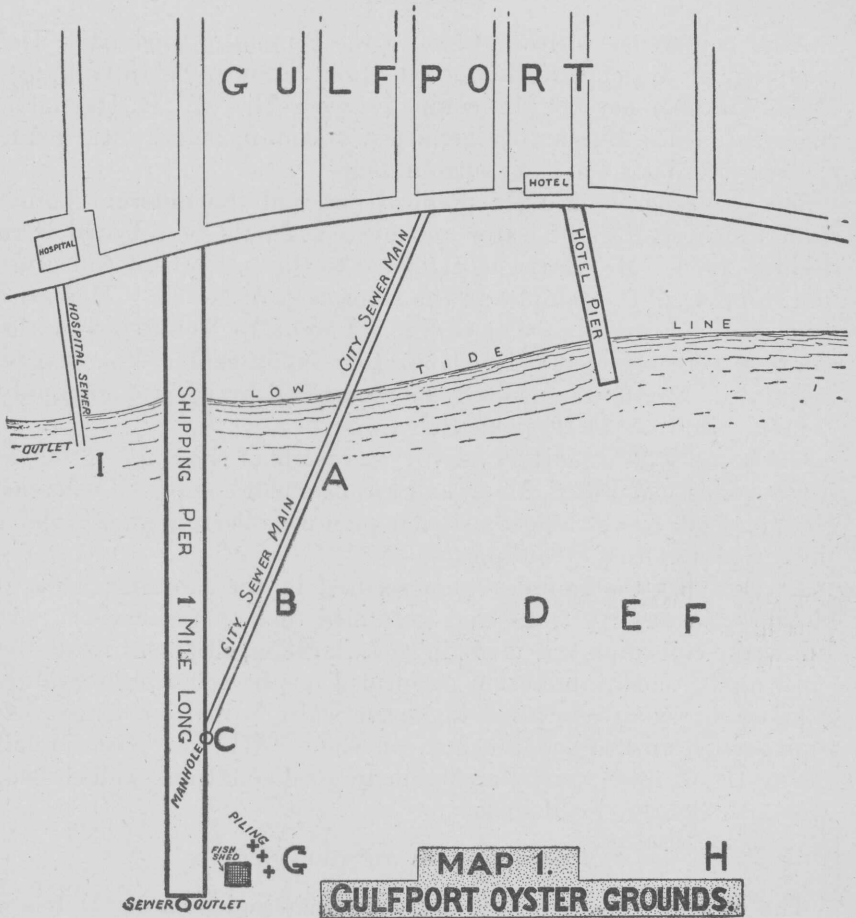 GULFPORT
HOTEL
HOSPITAL
HOTEL PIER
CITY SEWER MAIN
HOSPITAL SEWER
LOW TIDE LINE
SHIPPING PIER 1 MILE LONG
OUTLET
I
A
CITY SEWER MAIN
B
D E F
C
MANHOLE
PILING
FISH SHED
G
H
MAP 1.
GULFPORT OYSTER GROUNDS.
SEWER OUTLET